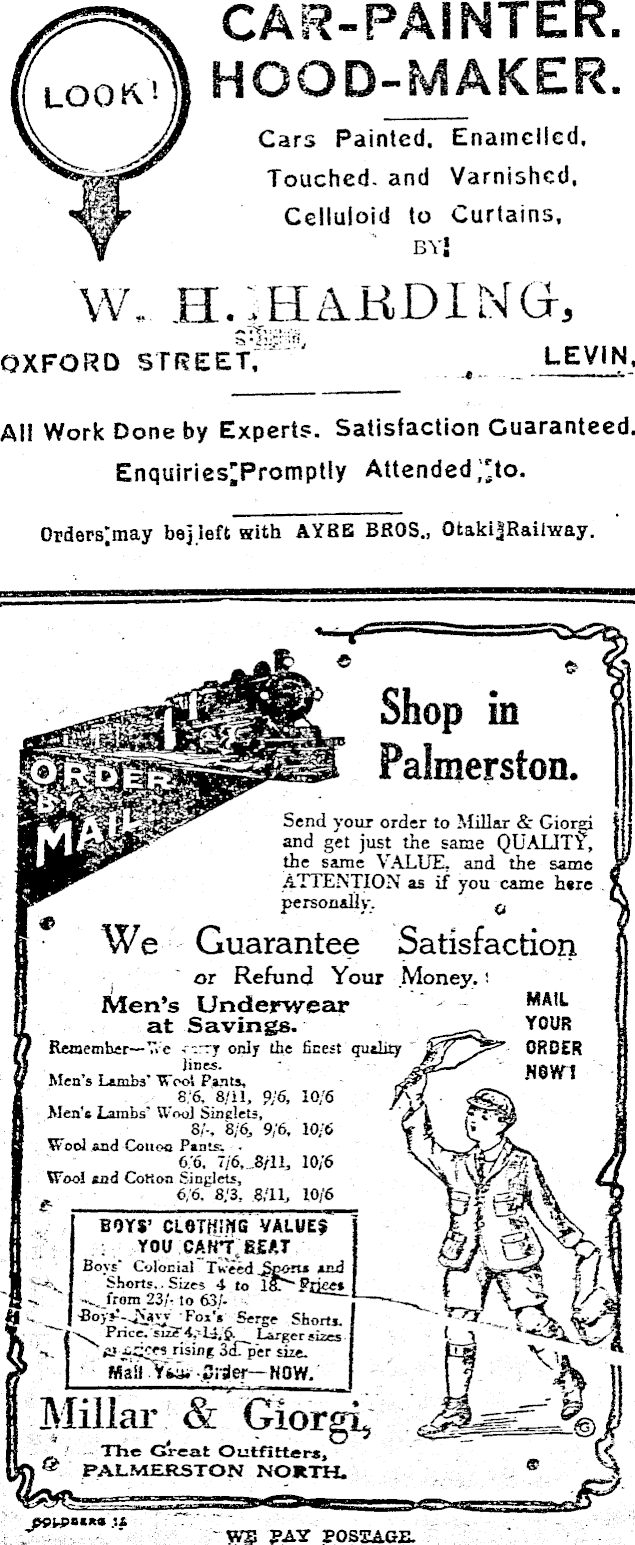 LOOK!
CAR-PAINTER.
HOOD-MAKER.
Cars Painted, Enamelled,
Touched and Varnished,
Celluloid to Curtains,
BY
W. H. HARDING,
OXFORD STREET, LEVIN,
All Work Done by Experts. Satisfaction Guaranteed.
Enquiries Promptly Attended to.
Orders may be left with AYRE BROS., Otaki Railway.
ORDER
BY
MAIL
Shop in
Palmerston.
Send your order to Millar & Giorgi
and get just the same QUALITY,
the same VALUE, and the same
ATTENTION as if you came here
personally.
We Guarantee Satisfaction
or Refund Your Money.
Men's Underwear
at Savings.
Remember—We carry only the finest quality
lines.
Men's Lambs' Wool Pants,
8/6, 8/11, 9/6, 10/6
Men's Lambs' Wool Singlets,
8/-, 8/6, 9/6, 10/6
Wool and Cotton Pants,
6/6, 7/6, 8/11, 10/6
Wool and Cotton Singlets,
6/6, 8/3, 8/11, 10/6
MAIL
YOUR
ORDER
NOW!
BOYS' CLOTHING VALUES
YOU CAN'T BEAT
Boys' Colonial Tweed Sports and
Shorts. Sizes 4 to 18. Prices
from 23/- to 63/-
Boys' Navy Fox's Serge Shorts.
Price, size 4, 14/6. Larger sizes
prices rising 3d. per size.
Mail Your Order—NOW.
Millar & Giorgi,
The Great Outfitters,
PALMERSTON NORTH.
GOLDBERG
WE PAY POSTAGE.